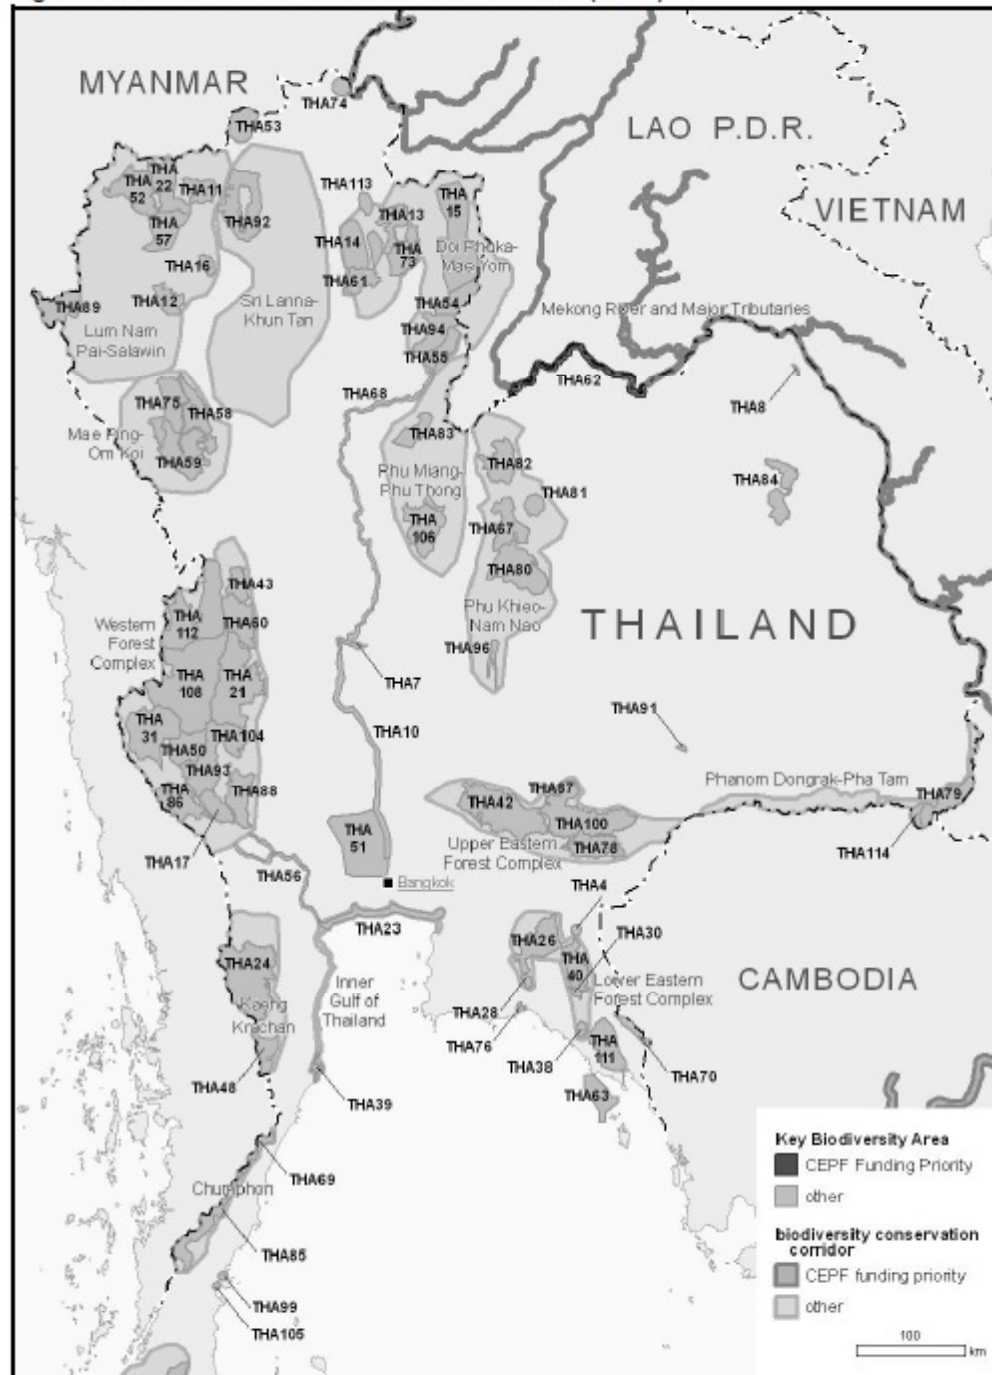 MYANMAR
THA74
THA53
LAO P.D.R.
VIETNAM
THA
22
THA
52
THA11
THA
57
THA92
THA16
THA12
THA89
Lum Nam
Pai-Salawin
Sri Lanna-
Khun Tan
THA113
THA13
THA
15
THA14
THA
73
THA61
Doi Phuka-
Mae Yom
THA54
THA94
THA55
Mekong River and Major Tributaries
THA62
THA68
THA8
THA75
THA58
Mae Ping-
Om Koi
THA59
THA83
Phu Miang-
Phu Thong
THA
106
THA82
THA81
THA67
THA80
THA84
Phu Khieo-
Nam Nao
THA96
THAILAND
THA43
THA
112
THA60
Western
Forest
Complex
THA
108
THA
21
THA7
THA
31
THA50
THA104
THA10
THA91
THA93
THA
86
THA88
THA17
THA56
THA
51
Bangkok
THA42
THA87
THA100
THA78
Upper Eastern
Forest Complex
Phanom Dongrak-Pha Tam
THA79
THA114
THA4
THA23
THA26
THA30
THA
40
Lower Eastern
Forest Complex
CAMBODIA
THA24
Kaeng
Krachan
Inner
Gulf of
Thailand
THA28
THA76
THA38
THA
111
THA70
THA63
THA48
THA39
THA69
Chumphon
THA85
THA99
THA105
Key Biodiversity Area
CEPF Funding Priority
other
biodiversity conservation
corridor
CEPF funding priority
other
100
km